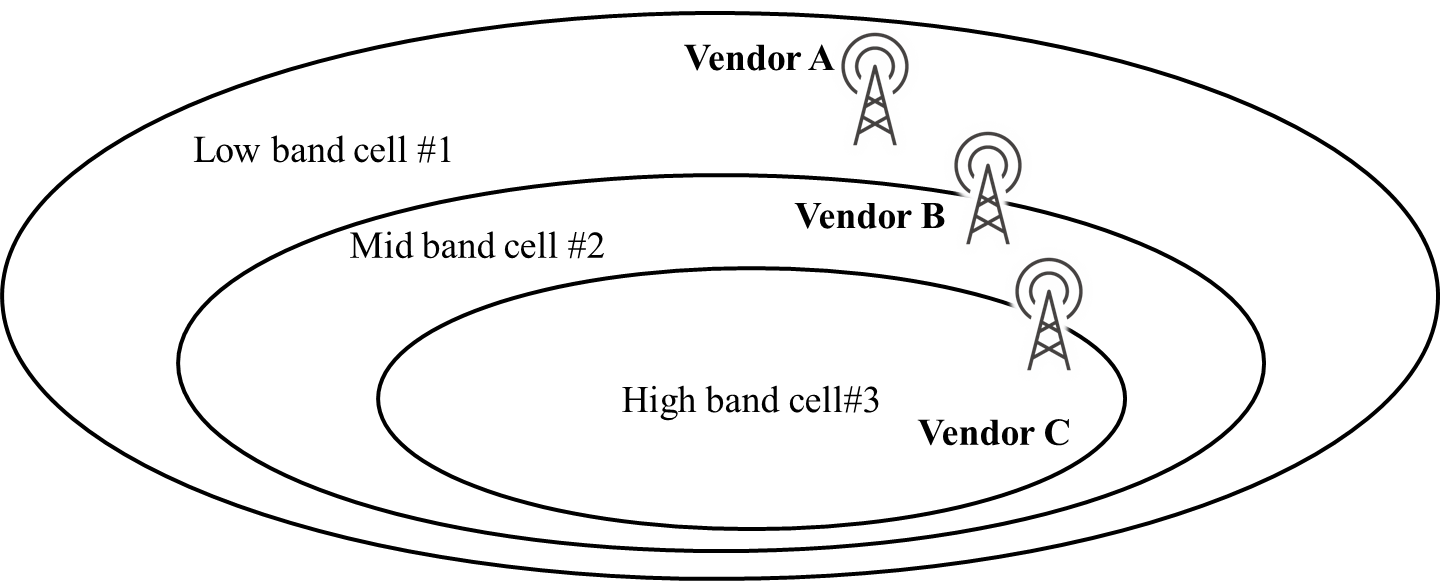 Vendor A
Low band cell #1
Vendor B
Mid band cell #2
High band cell#3
Vendor C